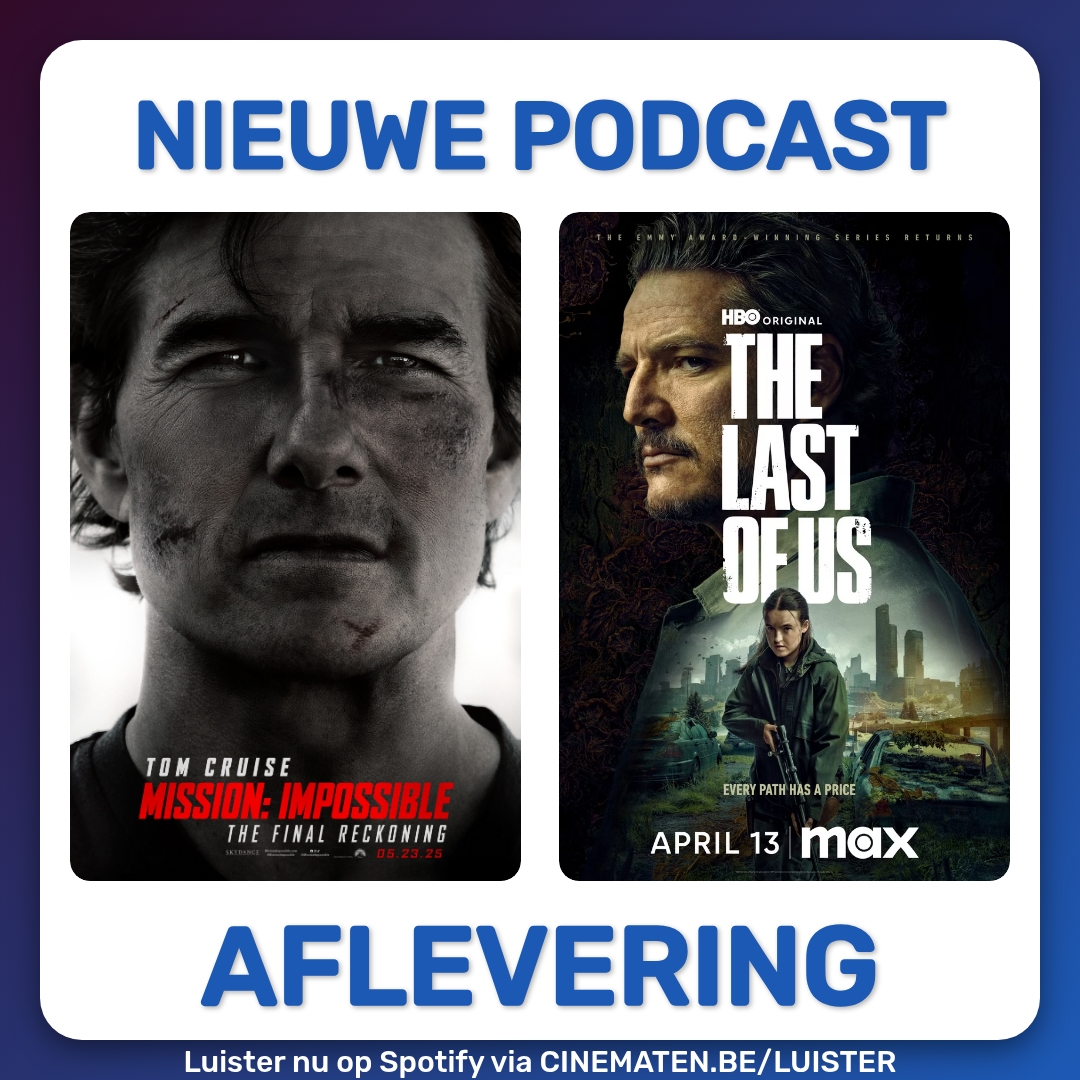 NIEUWE PODCAST
TOM CRUISE
MISSION: IMPOSSIBLE
THE FINAL RECKONING
SKYDANCE
05.23.25
THE EMMY AWARD-WINNING SERIES RETURNS
HBO ORIGINAL
THE
LAST
OF US
EVERY PATH HAS A PRICE
APRIL 13 | max
AFLEVERING
Luister nu op Spotify via CINEMATEN.BE/LUISTER